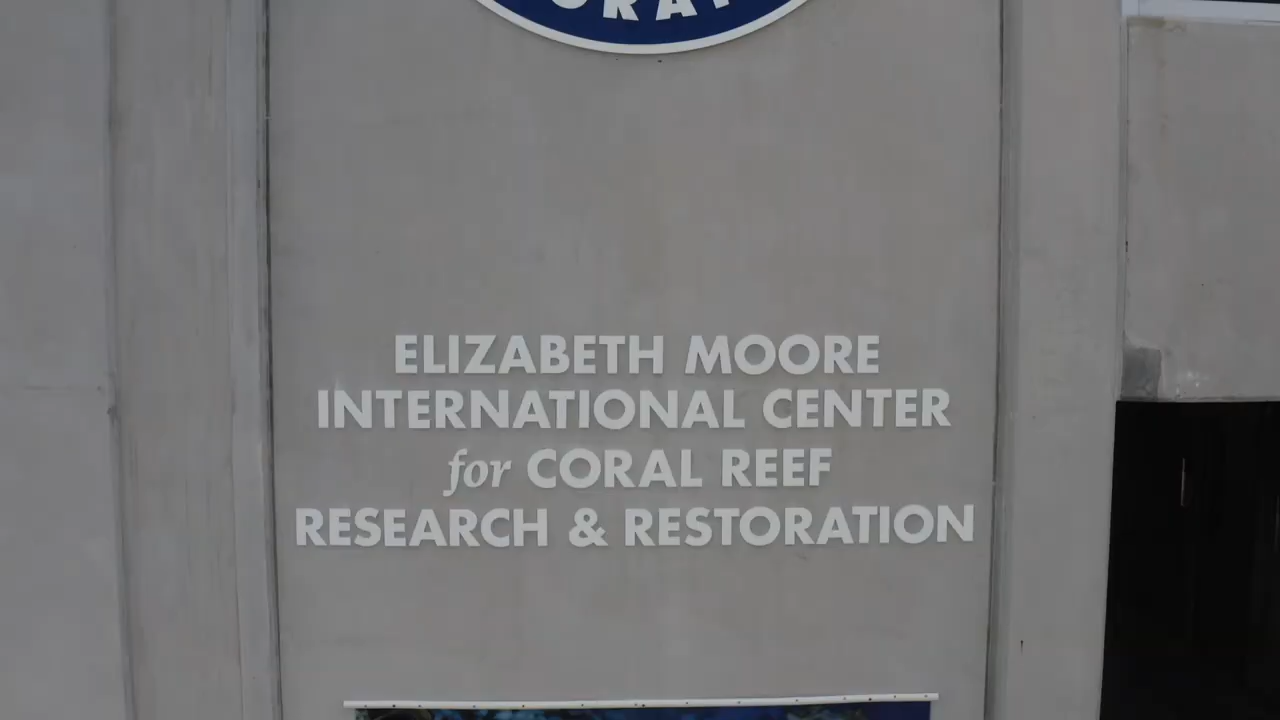 ELIZABETH MOORE
INTERNATIONAL CENTER
for CORAL REEF
RESEARCH & RESTORATION